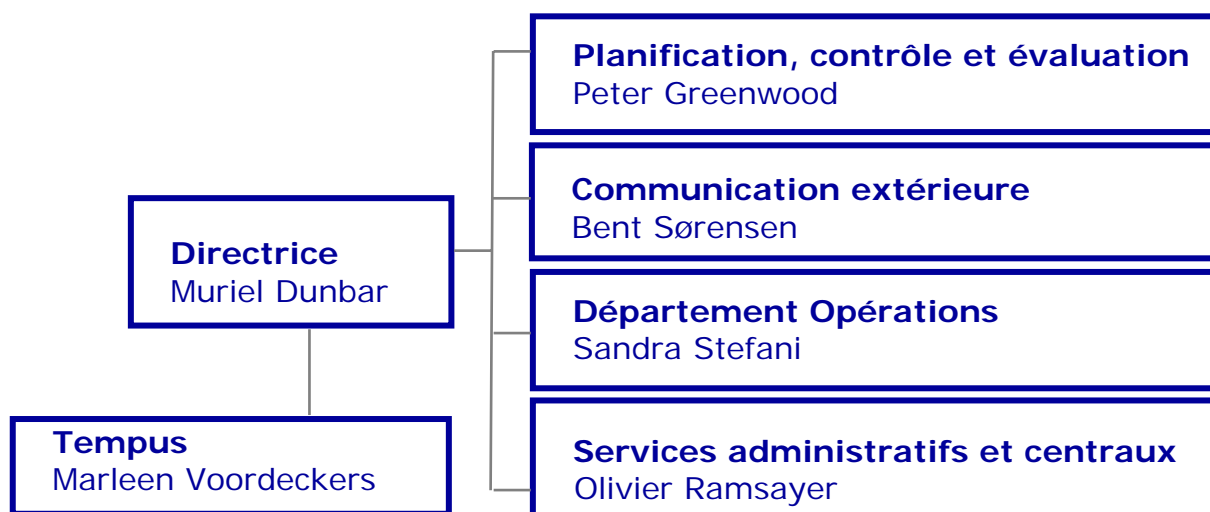 Planification, contrôle et évaluation
Peter Greenwood
Communication extérieure
Bent Sørensen
Directrice
Muriel Dunbar
Département Opérations
Sandra Stefani
Tempus
Marleen Voordeckers
Services administratifs et centraux
Olivier Ramsayer